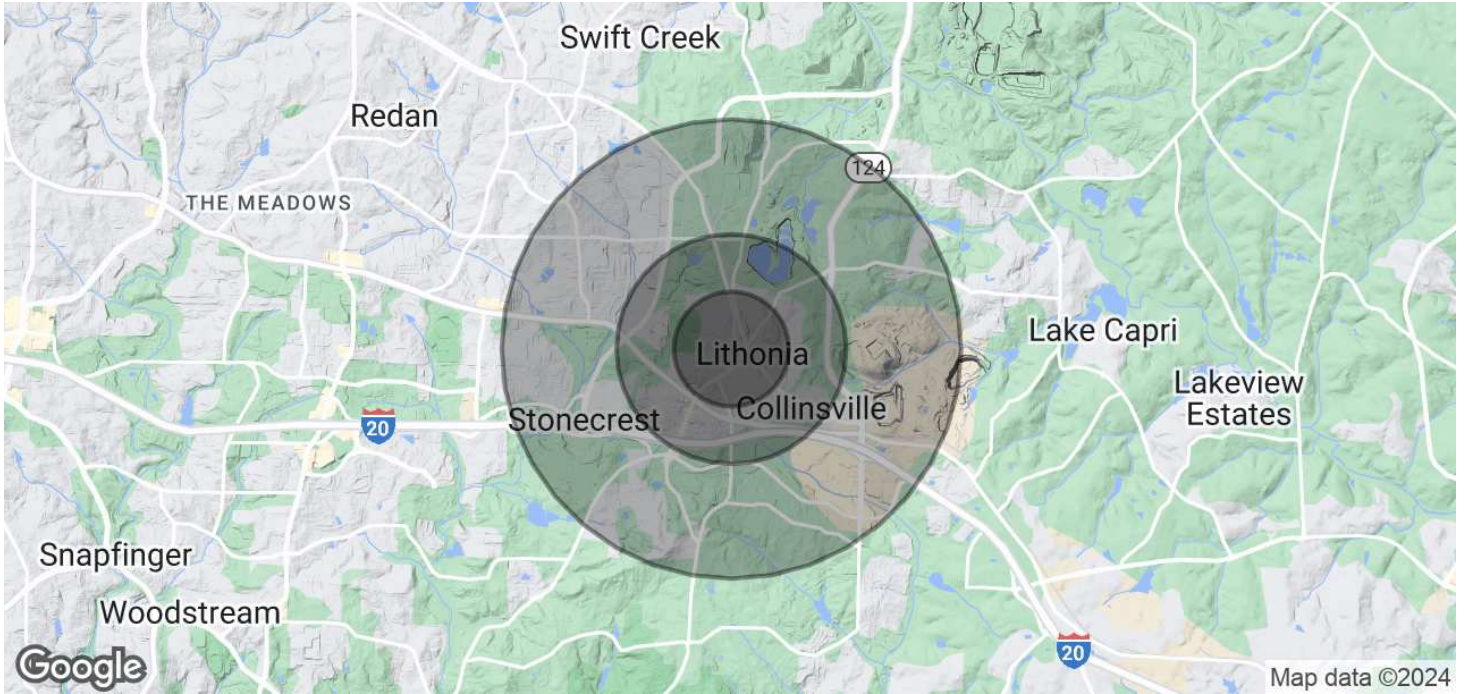 Swift Creek
Redan
124
THE MEADOWS
Lake Capri
Lithonia
Lakeview
Estates
Collinsville
Stonecrest
20
Snapfinger
Woodstream
20
Google
Map data ©2024